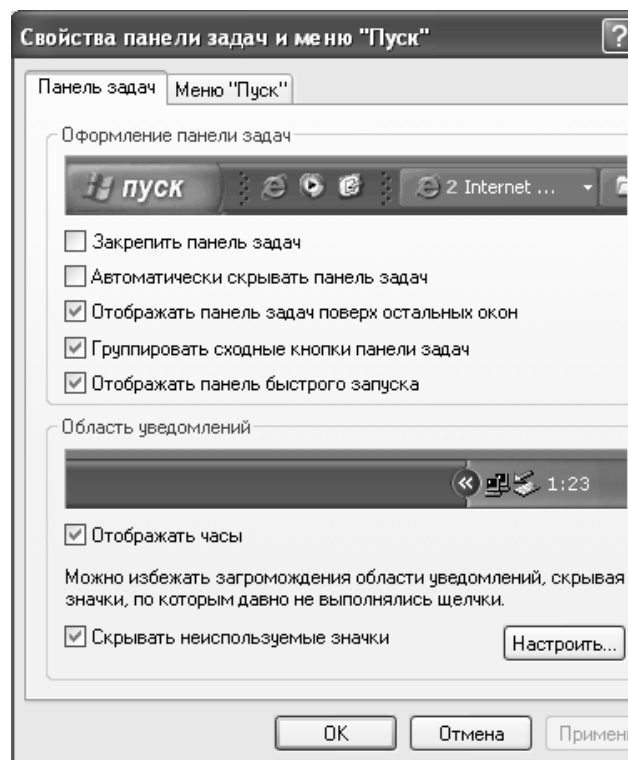 Свойства панели задач и меню "Пуск"
?
Панель задач
Меню "Пуск"
Оформление панели задач
пуск
2 Internet ...
Закрепить панель задач
Автоматически скрывать панель задач
Отображать панель задач поверх остальных окон
Группировать сходные кнопки панели задач
Отображать панель быстрого запуска
Область уведомлений
« 1:23
Отображать часы
Можно избежать загромождения области уведомлений, скрывая
значки, по которым давно не выполнялись щелчки.
Скрывать неиспользуемые значки
Настроить...
OK
Отмена
Примени